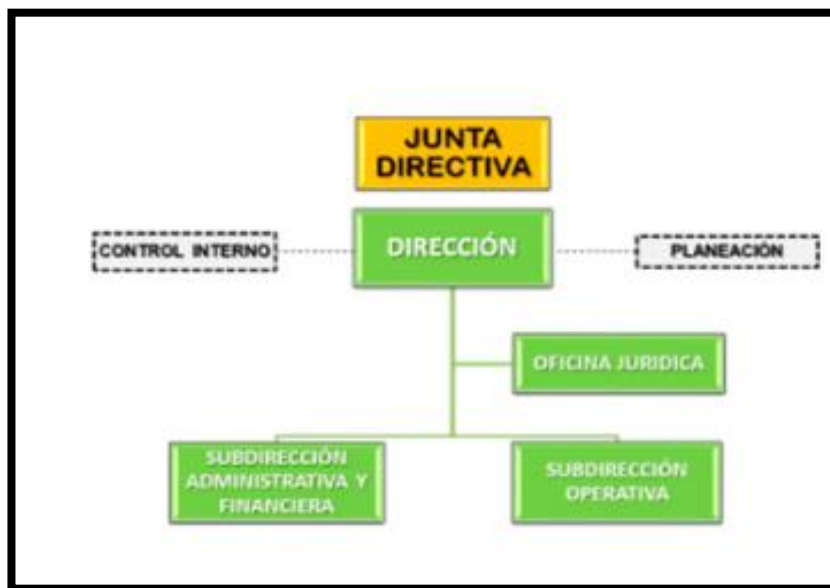 JUNTA
DIRECTIVA
CONTROL INTERNO
DIRECCIÓN
PLANEACIÓN
OFICINA JURIDICA
SUBDIRECCIÓN
ADMINISTRATIVA Y
FINANCIERA
SUBDIRECCIÓN
OPERATIVA